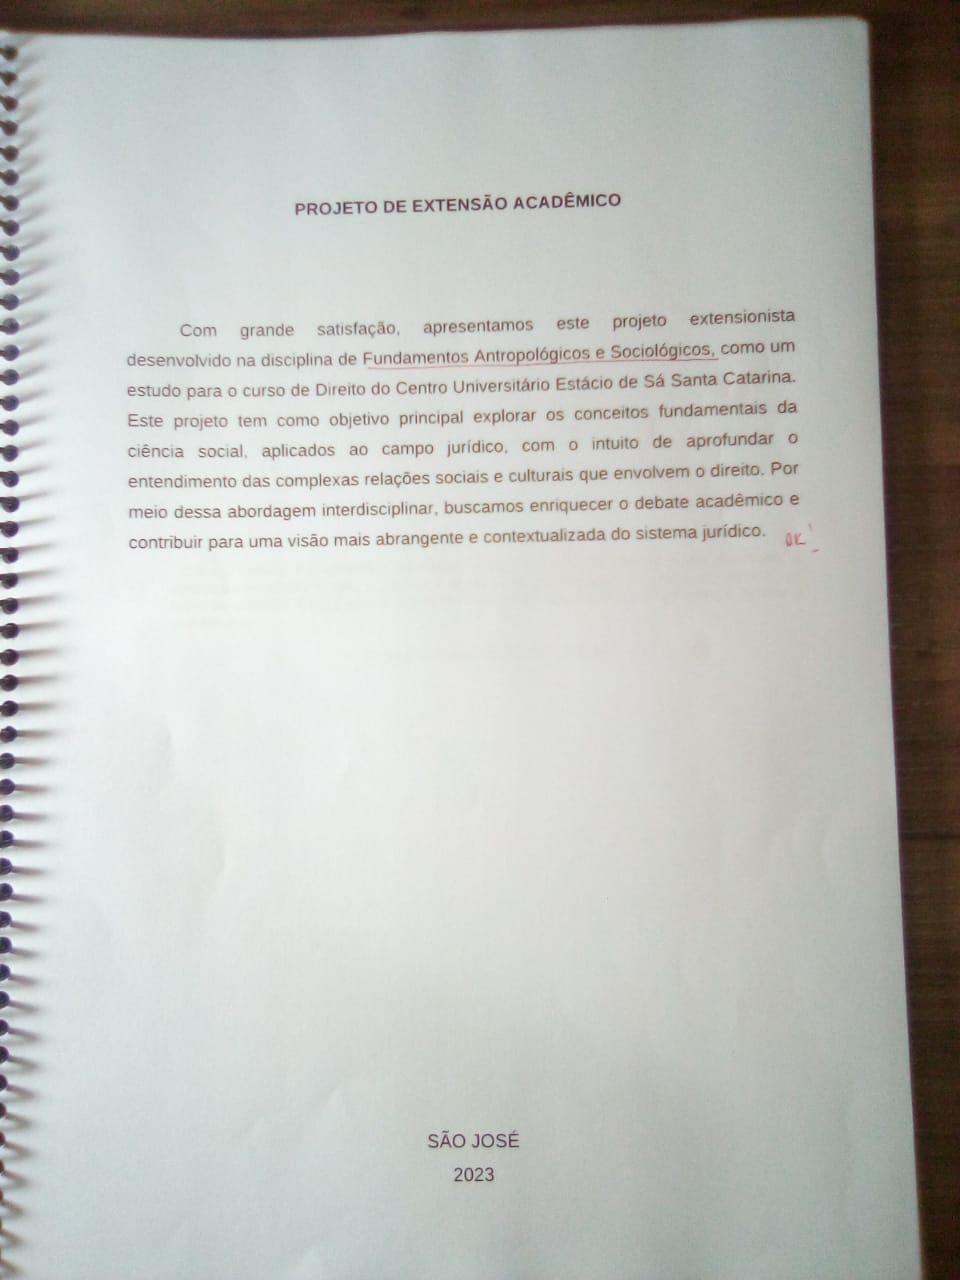 PROJETO DE EXTENSÃO ACADÊMICO
Com grande satisfação, apresentamos este projeto extensionista
desenvolvido na disciplina de Fundamentos Antropológicos e Sociológicos, como um
estudo para o curso de Direito do Centro Universitário Estácio de Sá Santa Catarina.
Este projeto tem como objetivo principal explorar os conceitos fundamentais da
ciência social, aplicados ao campo jurídico, com o intuito de aprofundar o
entendimento das complexas relações sociais e culturais que envolvem o direito. Por
meio dessa abordagem interdisciplinar, buscamos enriquecer o debate acadêmico e
contribuir para uma visão mais abrangente e contextualizada do sistema jurídico.
OK!
SÃO JOSÉ
2023